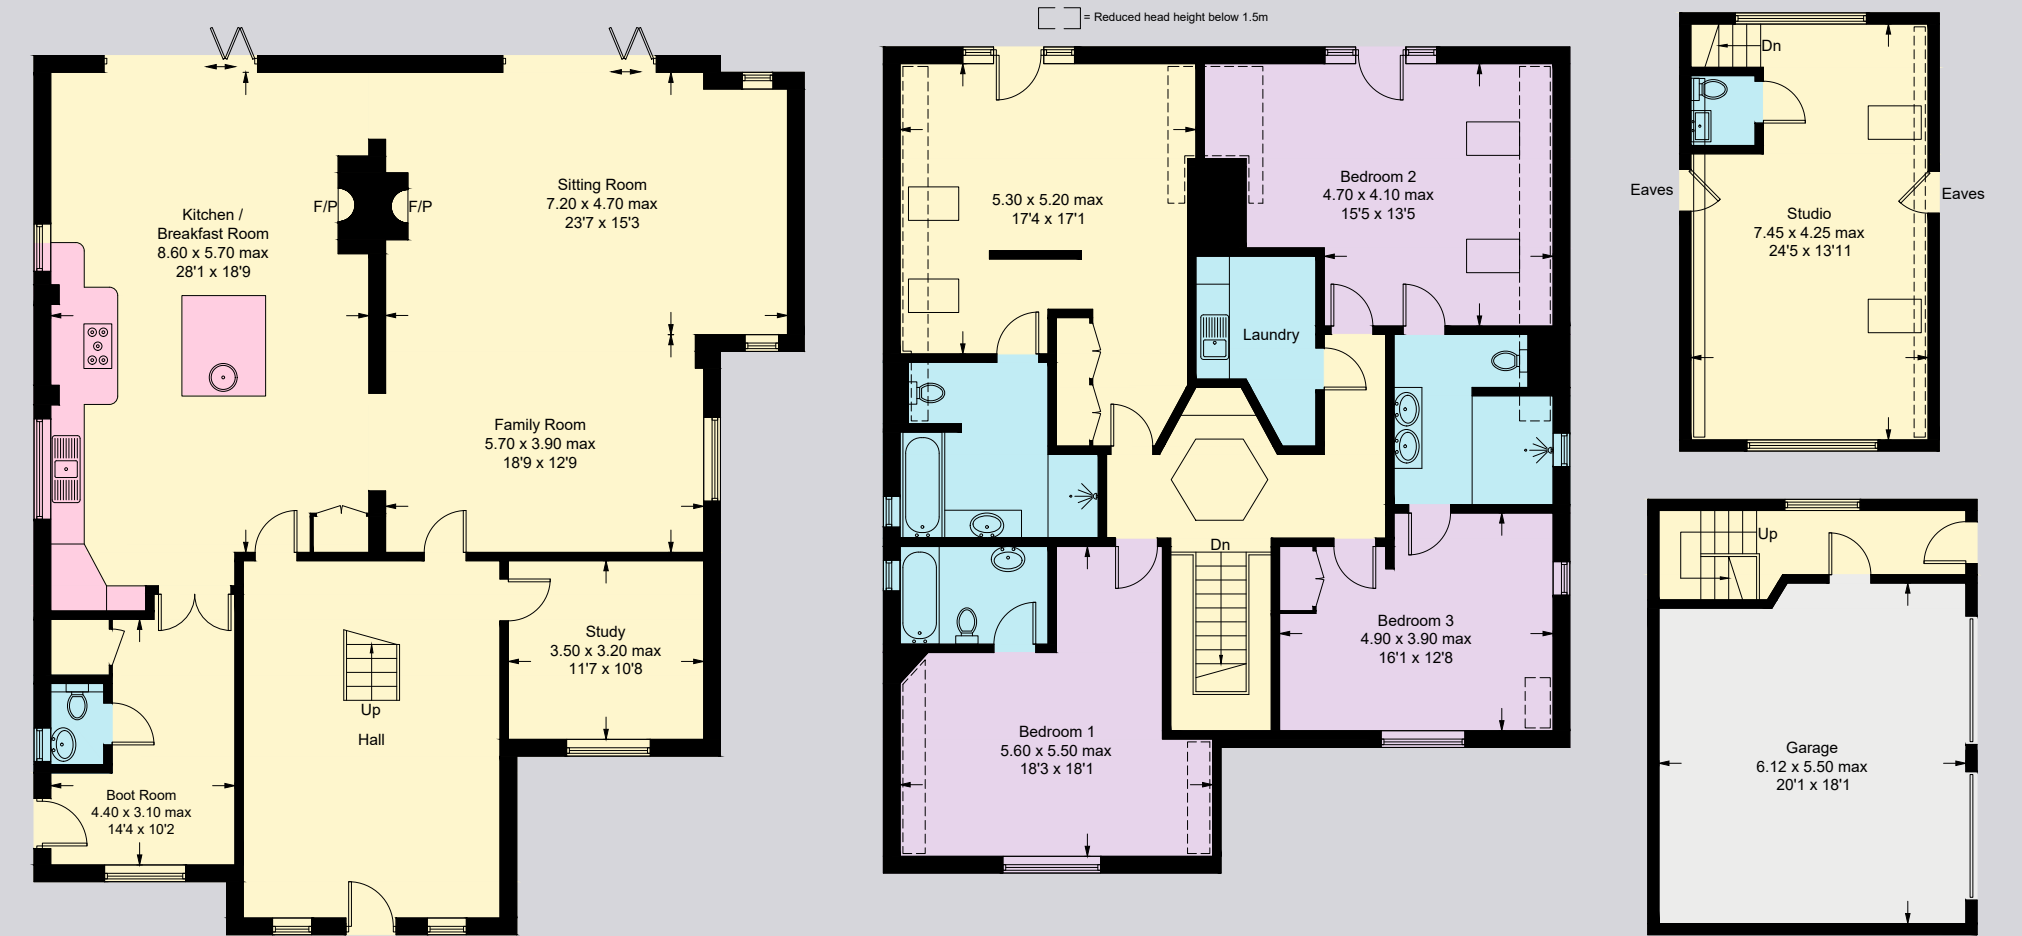 = Reduced head height below 1.5m
Kitchen /
Breakfast Room
8.60 x 5.70 max
28'1 x 18'9
F/P
F/P
Sitting Room
7.20 x 4.70 max
23'7 x 15'3
Family Room
5.70 x 3.90 max
18'9 x 12'9
Study
3.50 x 3.20 max
11'7 x 10'8
Up
Hall
Boot Room
4.40 x 3.10 max
14'4 x 10'2
5.30 x 5.20 max
17'4 x 17'1
Bedroom 2
4.70 x 4.10 max
15'5 x 13'5
Laundry
Dn
Bedroom 3
4.90 x 3.90 max
16'1 x 12'8
Bedroom 1
5.60 x 5.50 max
18'3 x 18'1
Dn
Eaves
Eaves
Studio
7.45 x 4.25 max
24'5 x 13'11
Up
Garage
6.12 x 5.50 max
20'1 x 18'1